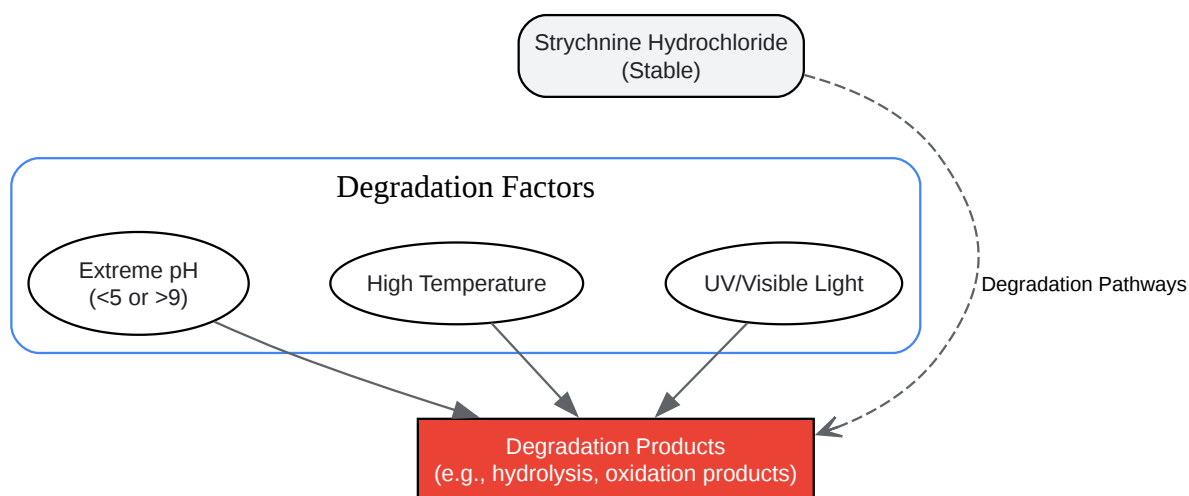 Strychnine Hydrochloride
(Stable)
Degradation Factors
Extreme pH
(<5 or >9)
High Temperature
UV/Visible Light
Degradation Pathways
Degradation Products
(e.g., hydrolysis, oxidation products)